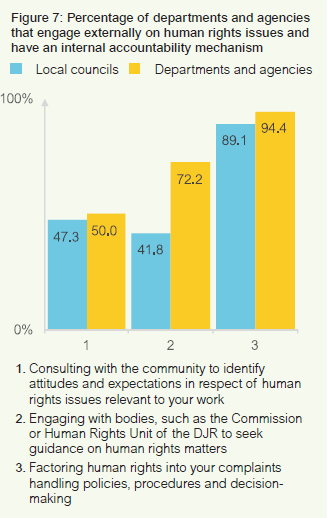 Figure 7: Percentage of departments and agencies
that engage externally on human rights issues and
have an internal accountability mechanism
Local councils Departments and agencies
100%
47.3 50.0
41.8 72.2
89.1 94.4
0%
1 2 3
1. Consulting with the community to identify
attitudes and expectations in respect of human
rights issues relevant to your work
2. Engaging with bodies, such as the Commission
or Human Rights Unit of the DJR to seek
guidance on human rights matters
3. Factoring human rights into your complaints
handling policies, procedures and decision-
making